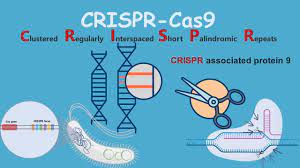 CRISPR-Cas9
Clustered Regularly Interspaced Short Palindromic Repeats
CRISPR associated protein 9